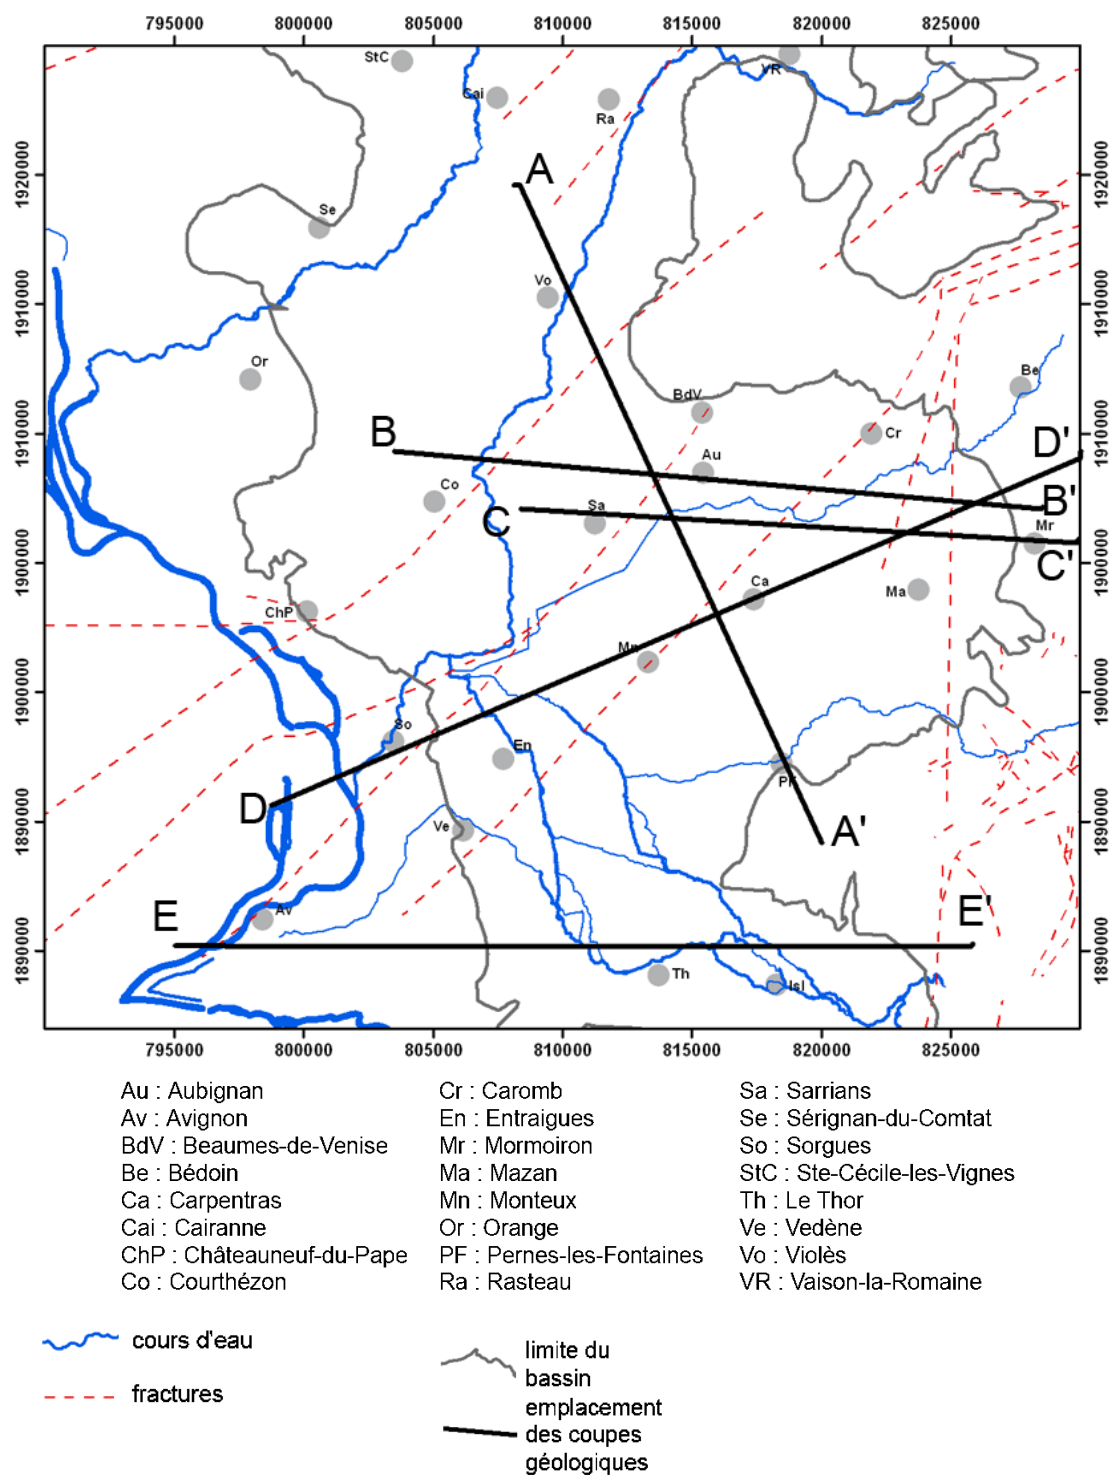 795000 800000 805000 810000 815000 820000 825000
StC
VR
Cai
Ra
1920000
1920000
A
Se
Vo
1910000
1910000
Or
Be
BdV
Cr
1910000
1910000
B
D'
Au
Co
B'
Sa
C
Mr
C'
1900000
1900000
Ca
Ma
ChP
Mn
1900000
1900000
So
En
PF
D
1890000
1890000
Ve
A'
Av
E
E'
1890000
1890000
Th
Isl
795000 800000 805000 810000 815000 820000 825000
Au : Aubignan
Av : Avignon
BdV : Beaumes-de-Venise
Be : Bédoin
Ca : Carpentras
Cai : Cairanne
ChP : Châteauneuf-du-Pape
Co : Courthézon
Cr : Caromb
En : Entraigues
Mr : Mormoiron
Ma : Mazan
Mn : Monteux
Or : Orange
PF : Pernes-les-Fontaines
Ra : Rasteau
Sa : Sarrians
Se : Sérignan-du-Comtat
So : Sorgues
StC : Ste-Cécile-les-Vignes
Th : Le Thor
Ve : Vedène
Vo : Violès
VR : Vaison-la-Romaine
cours d'eau
fractures
limite du
bassin
emplacement
des coupes
géologiques